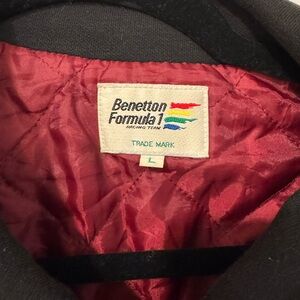 Benetton
Formula 1
RACING TEAM
TRADE MARK
L